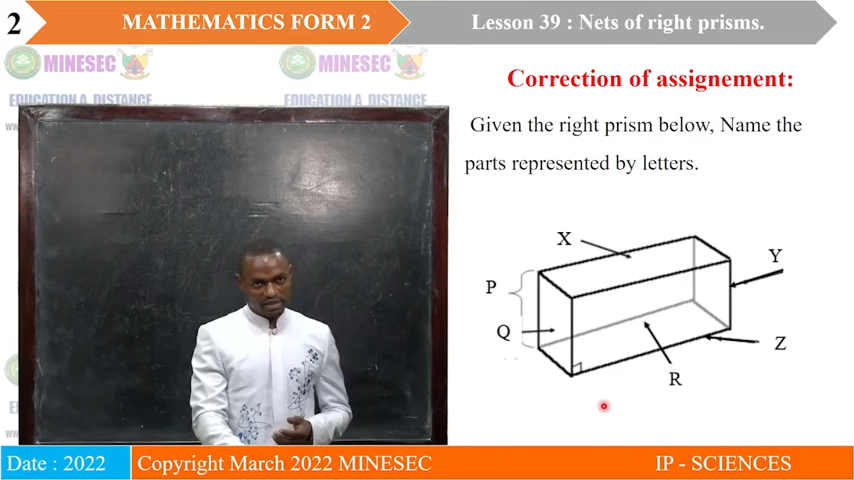 2
MATHEMATICS FORM 2
Lesson 39 : Nets of right prisms.
MINESEC
MINESEC
EDUCATION A DISTANCE
EDUCATION A DISTANCE
Correction of assignement:
Given the right prism below, Name the
parts represented by letters.
X
Y
P
Q
Z
R
Date : 2022
Copyright March 2022 MINESEC
IP - SCIENCES